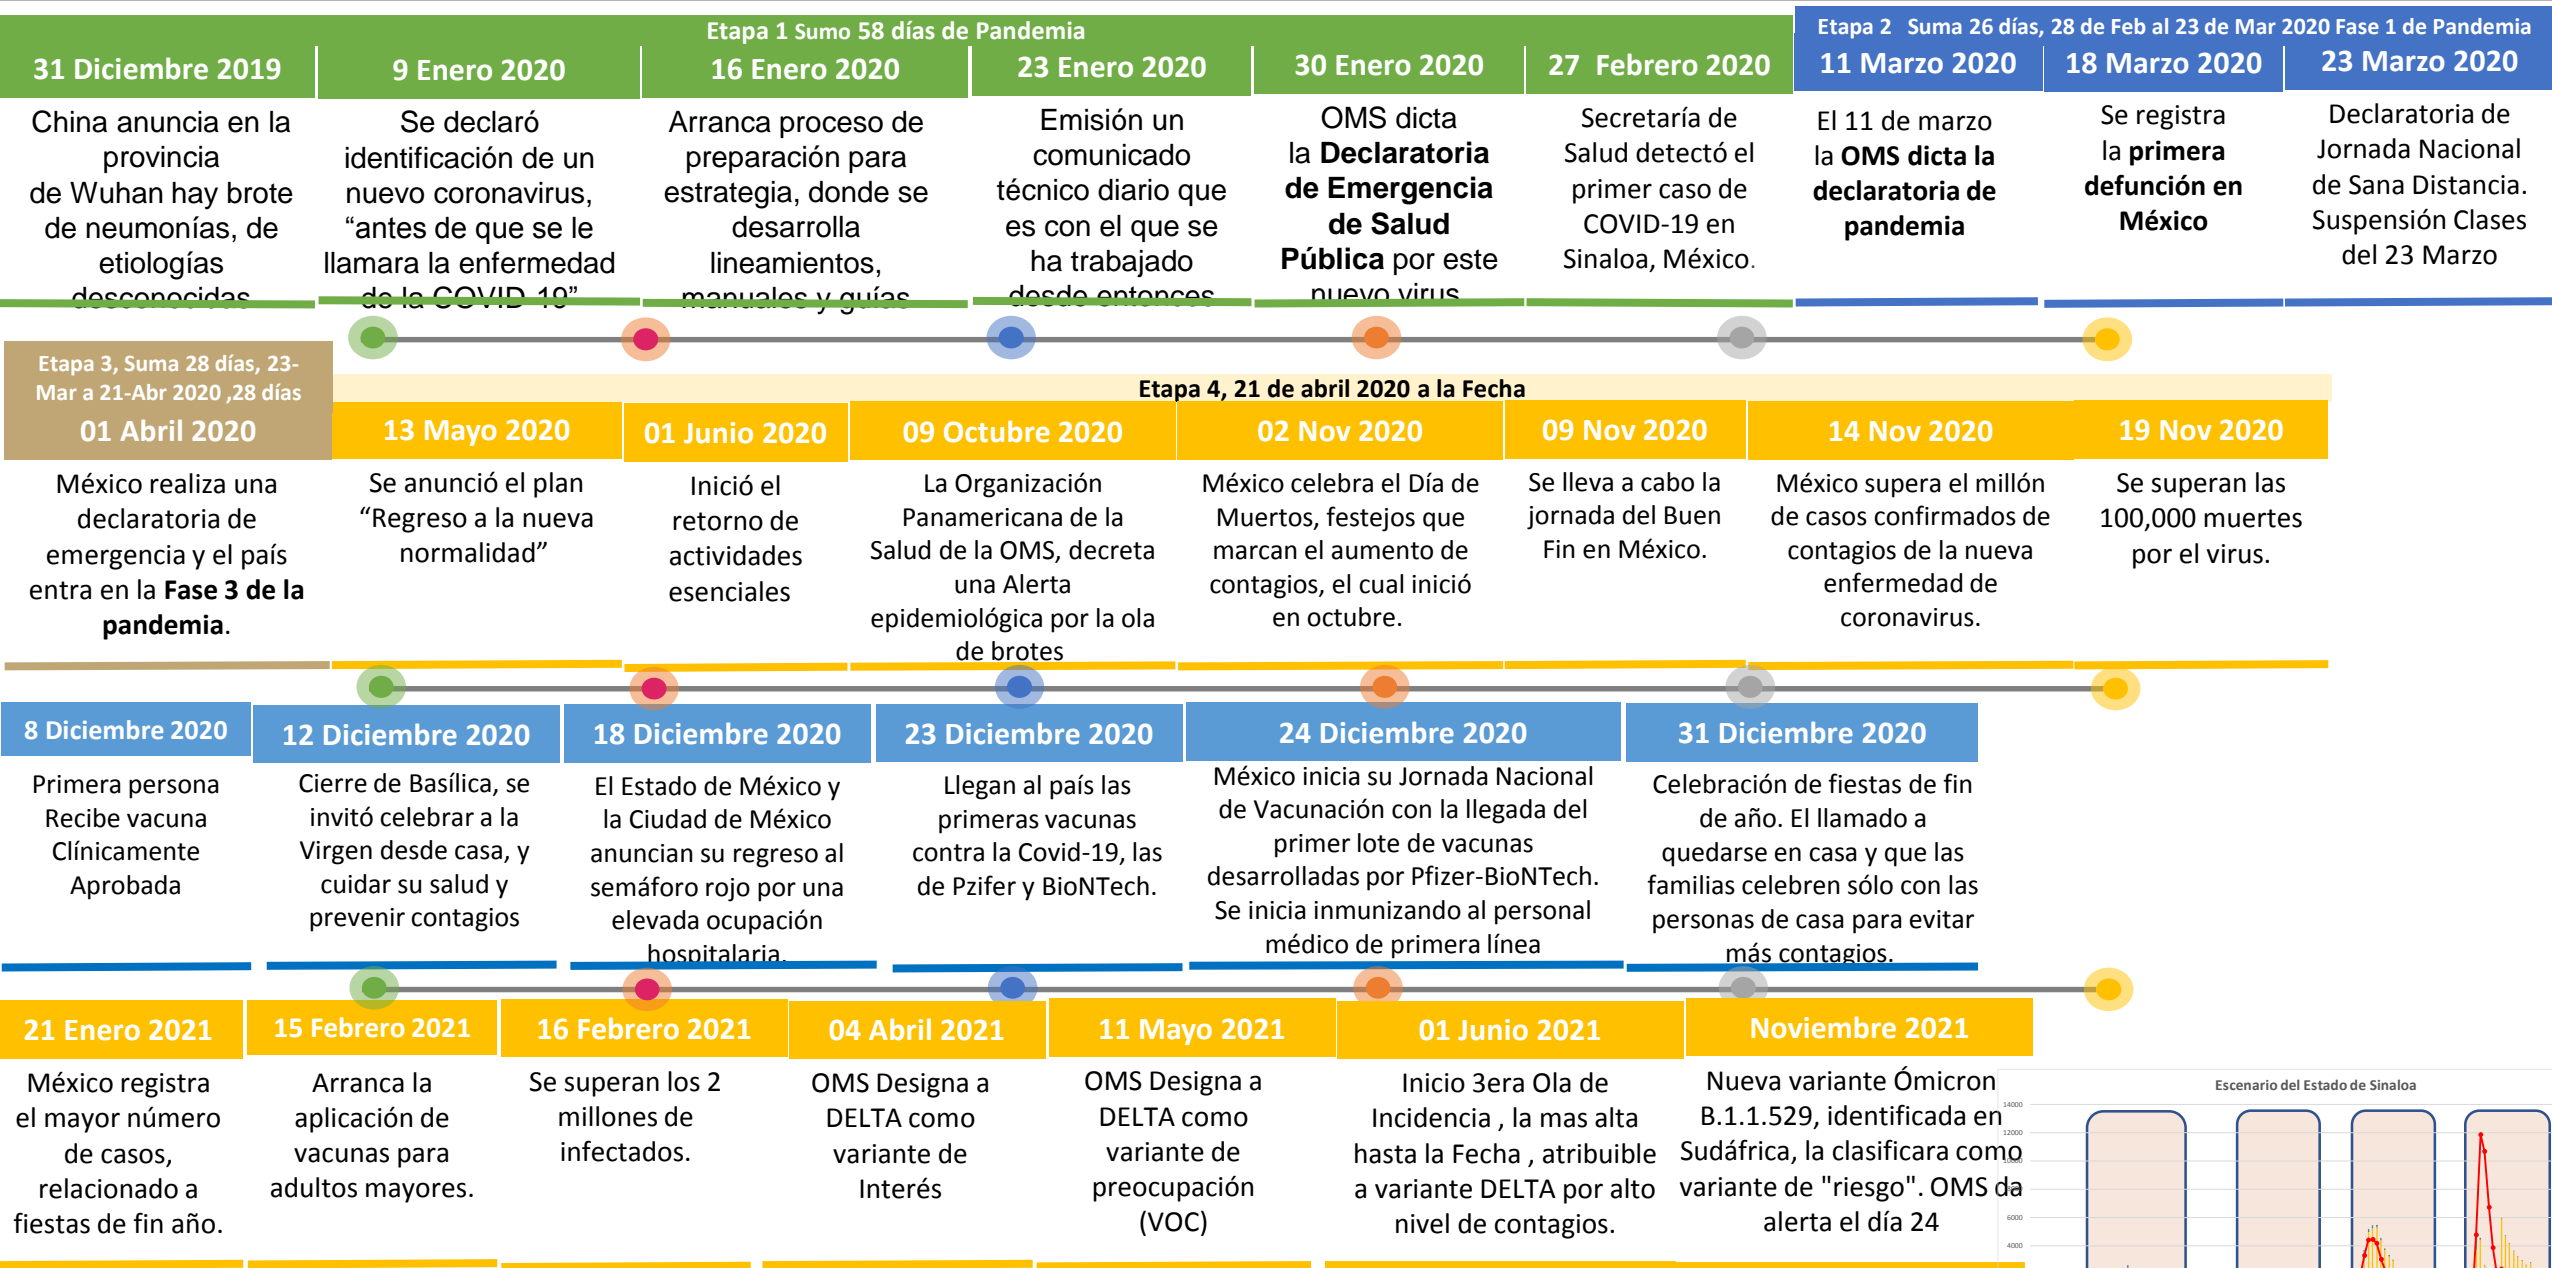 Etapa 1 Sumo 58 días de Pandemia
Etapa 2 Suma 26 días, 28 de Feb al 23 de Mar 2020 Fase 1 de Pandemia
31 Diciembre 2019
9 Enero 2020
16 Enero 2020
23 Enero 2020
30 Enero 2020
27 Febrero 2020
11 Marzo 2020
18 Marzo 2020
23 Marzo 2020
China anuncia en la
provincia
de Wuhan hay brote
de neumonías, de
etiologías
desconocidas
Se declaró
identificación de un
nuevo coronavirus,
“antes de que se le
llamara la enfermedad
de la COVID-19”
Arranca proceso de
preparación para
estrategia, donde se
desarrolla
lineamientos,
manuales y guías
Emisión un
comunicado
técnico diario que
es con el que se
ha trabajado
desde entonces
OMS dicta
la Declaratoria
de Emergencia
de Salud
Pública por este
nuevo virus
Secretaría de
Salud detectó el
primer caso de
COVID-19 en
Sinaloa, México.
El 11 de marzo
la OMS dicta la
declaratoria de
pandemia
Se registra
la primera
defunción en
México
Declaratoria de
Jornada Nacional
de Sana Distancia.
Suspensión Clases
del 23 Marzo
Etapa 3, Suma 28 días, 23-
Mar a 21-Abr 2020 ,28 días
Etapa 4, 21 de abril 2020 a la Fecha
01 Abril 2020
13 Mayo 2020
01 Junio 2020
09 Octubre 2020
02 Nov 2020
09 Nov 2020
14 Nov 2020
19 Nov 2020
México realiza una
declaratoria de
emergencia y el país
entra en la Fase 3 de la
pandemia.
Se anunció el plan
“Regreso a la nueva
normalidad”
Inició el
retorno de
actividades
esenciales
La Organización
Panamericana de la
Salud de la OMS, decreta
una Alerta
epidemiológica por la ola
de brotes
México celebra el Día de
Muertos, festejos que
marcan el aumento de
contagios, el cual inició
en octubre.
Se lleva a cabo la
jornada del Buen
Fin en México.
México supera el millón
de casos confirmados de
contagios de la nueva
enfermedad de
coronavirus.
Se superan las
100,000 muertes
por el virus.
8 Diciembre 2020
12 Diciembre 2020
18 Diciembre 2020
23 Diciembre 2020
24 Diciembre 2020
31 Diciembre 2020
Primera persona
Recibe vacuna
Clínicamente
Aprobada
Cierre de Basílica, se
invitó celebrar a la
Virgen desde casa, y
cuidar su salud y
prevenir contagios
El Estado de México y
la Ciudad de México
anuncian su regreso al
semáforo rojo por una
elevada ocupación
hospitalaria.
Llegan al país las
primeras vacunas
contra la Covid-19, las
de Pzifer y BioNTech.
México inicia su Jornada Nacional
de Vacunación con la llegada del
primer lote de vacunas
desarrolladas por Pfizer-BioNTech.
Se inicia inmunizando al personal
médico de primera línea
Celebración de fiestas de fin
de año. El llamado a
quedarse en casa y que las
familias celebren sólo con las
personas de casa para evitar
más contagios.
21 Enero 2021
15 Febrero 2021
16 Febrero 2021
04 Abril 2021
11 Mayo 2021
01 Junio 2021
Noviembre 2021
México registra
el mayor número
de casos,
relacionado a
fiestas de fin año.
Arranca la
aplicación de
vacunas para
adultos mayores.
Se superan los 2
millones de
infectados.
OMS Designa a
DELTA como
variante de
Interés
OMS Designa a
DELTA como
variante de
preocupación
(VOC)
Inicio 3era Ola de
Incidencia , la mas alta
hasta la Fecha , atribuible
a variante DELTA por alto
nivel de contagios.
Nueva variante Ómicron
B.1.1.529, identificada en
Sudáfrica, la clasificara como
variante de "riesgo". OMS da
alerta el día 24
Escenario del Estado de Sinaloa
14000
12000
10000
6000
4000